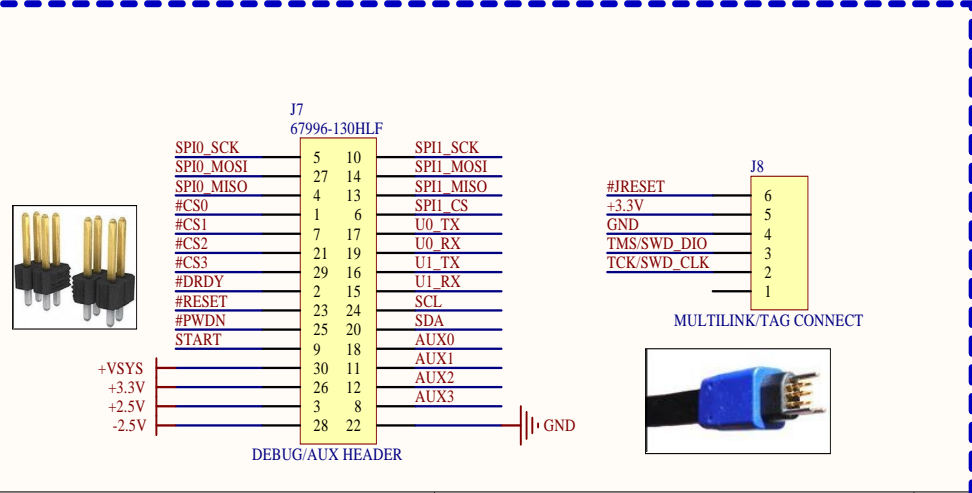 J7
67996-130HLF
SPI0_SCK 5 10 SPI1_SCK
SPI0_MOSI 27 14 SPI1_MOSI
SPI0_MISO 4 13 SPI1_MISO
#CS0 1 6 SPI1_CS
#CS1 7 17 U0_TX
#CS2 21 19 U0_RX
#CS3 29 16 U1_TX
#DRDY 2 15 U1_RX
#RESET 23 24 SCL
#PWDN 25 20 SDA
START 9 18 AUX0
+VSYS 30 11 AUX1
+3.3V 26 12 AUX2
+2.5V 3 8 AUX3
-2.5V 28 22 GND
DEBUG/AUX HEADER
J8
#JRESET 6
+3.3V 5
GND 4
TMS/SWD_DIO 3
TCK/SWD_CLK 2
1
MULTILINK/TAG CONNECT